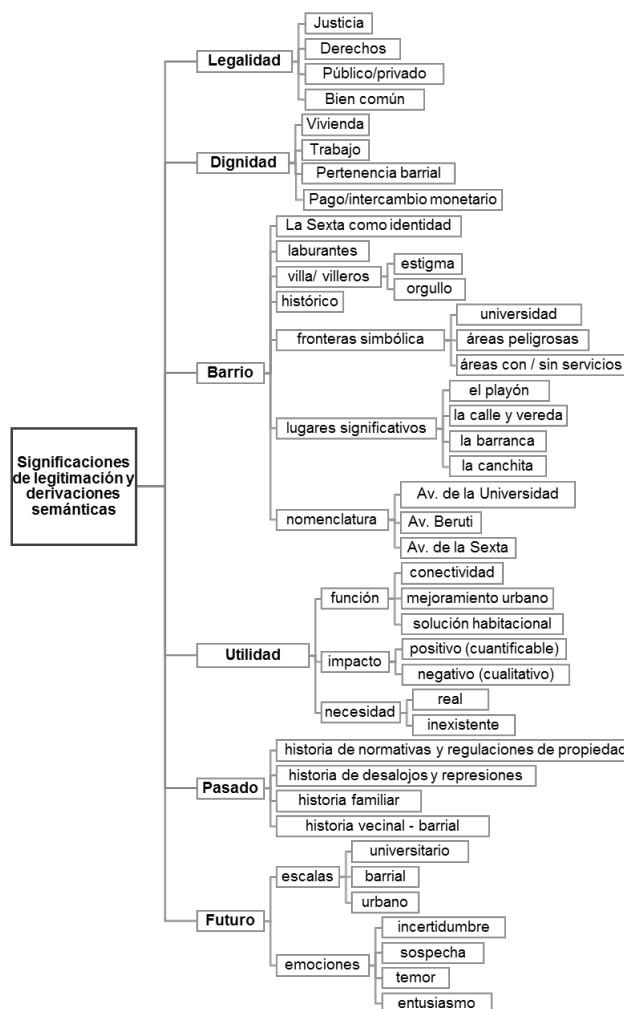 Significaciones
de legitimación y
derivaciones
semánticas
Legalidad
Justicia
Derechos
Público/privado
Bien común
Dignidad
Vivienda
Trabajo
Pertenencia barrial
Pago/intercambio monetario
Barrio
La Sexta como identidad
laburantes
villa/ villeros
estigma
orgullo
histórico
fronteras simbólica
universidad
áreas peligrosas
áreas con / sin servicios
lugares significativos
el playón
la calle y vereda
la barranca
la canchita
nomenclatura
Av. de la Universidad
Av. Beruti
Av. de la Sexta
Utilidad
función
conectividad
mejoramiento urbano
solución habitacional
impacto
positivo (cuantificable)
negativo (cualitativo)
necesidad
real
inexistente
Pasado
historia de normativas y regulaciones de propiedad
historia de desalojos y represiones
historia familiar
historia vecinal - barrial
Futuro
escalas
universitario
barrial
urbano
emociones
incertidumbre
sospecha
temor
entusiasmo